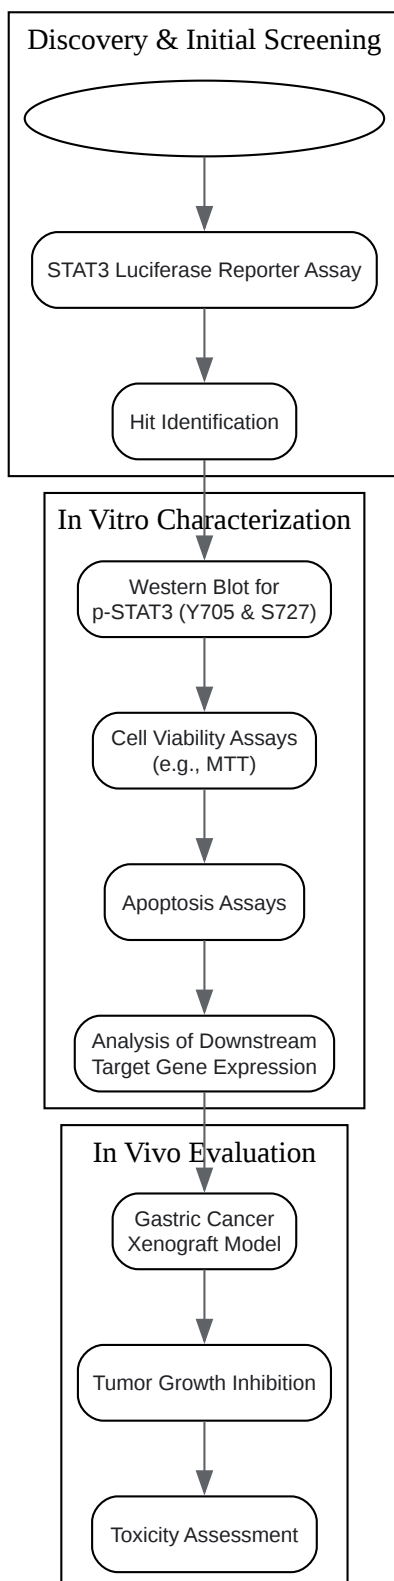 Discovery & Initial Screening
STAT3 Luciferase Reporter Assay
Hit Identification
In Vitro Characterization
Western Blot for
p-STAT3 (Y705 & S727)
Cell Viability Assays
(e.g., MTT)
Apoptosis Assays
Analysis of Downstream
Target Gene Expression
In Vivo Evaluation
Gastric Cancer
Xenograft Model
Tumor Growth Inhibition
Toxicity Assessment